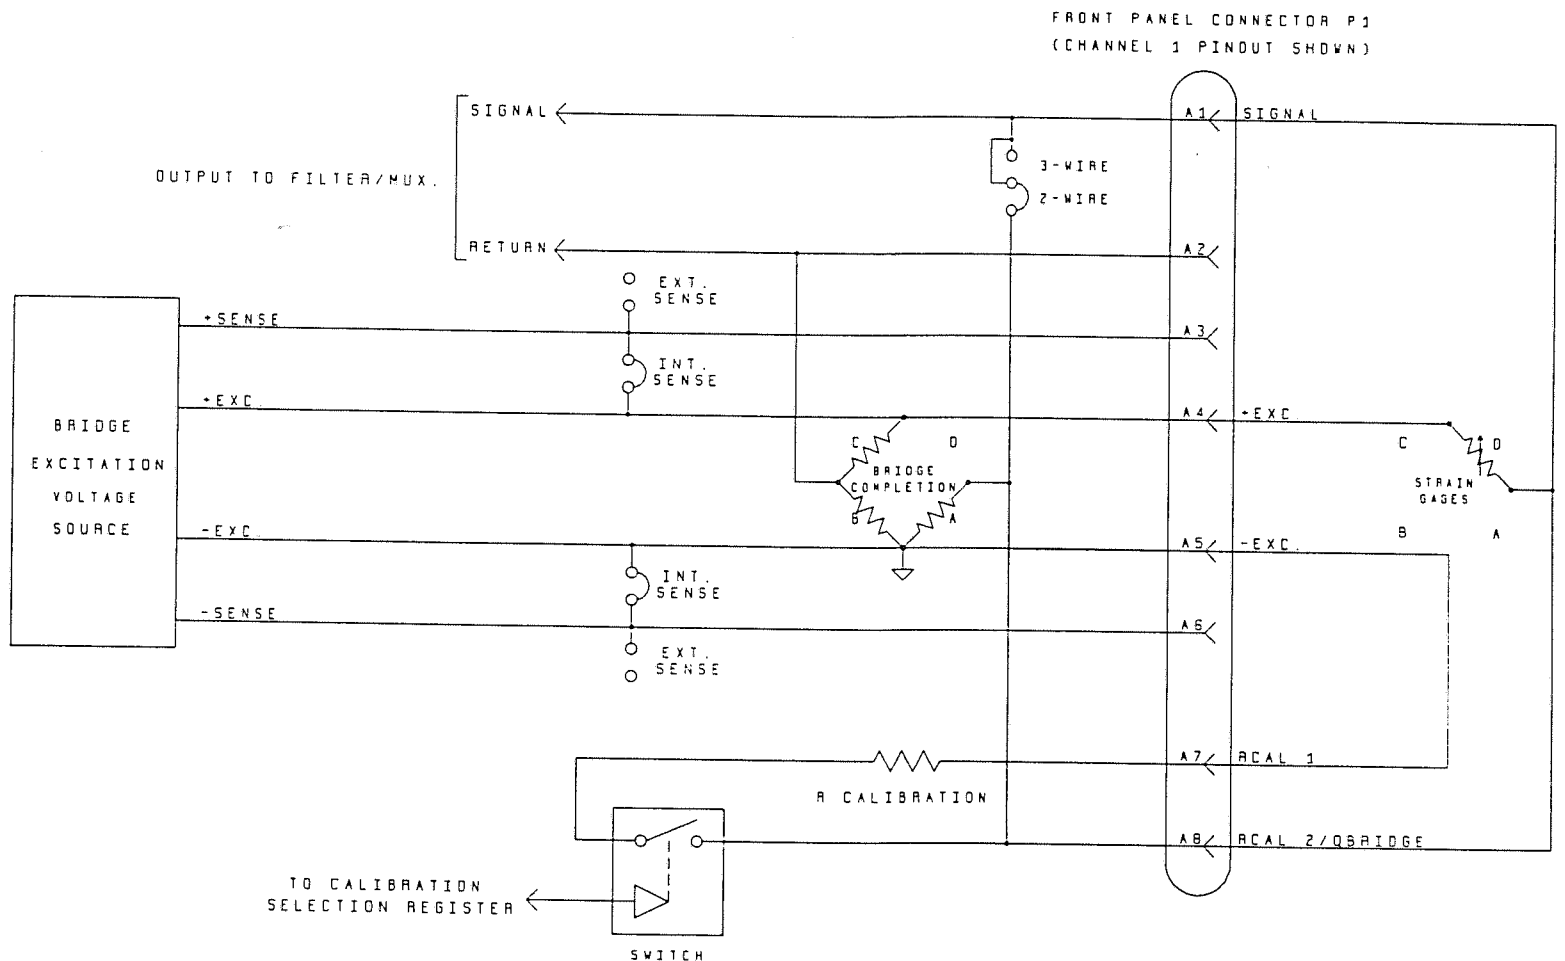 FRONT PANEL CONNECTOR P1
(CHANNEL 1 PINOUT SHOWN)
SIGNAL
A1
SIGNAL
3-WIRE
OUTPUT TO FILTER/MUX.
2-WIRE
RETURN
A2
EXT.
SENSE
+SENSE
A3
INT.
SENSE
+EXC.
A4
+EXC
BRIDGE
EXCITATION
VOLTAGE
SOURCE
C
D
BRIDGE
COMPLETION
B
A
C
D
STRAIN
GAGES
B
A
-EXC.
A5
-EXC.
INT.
SENSE
-SENSE
A6
EXT.
SENSE
A7
RCAL 1
R CALIBRATION
A8
RCAL 2/QBRIDGE
TO CALIBRATION
SELECTION REGISTER
SWITCH